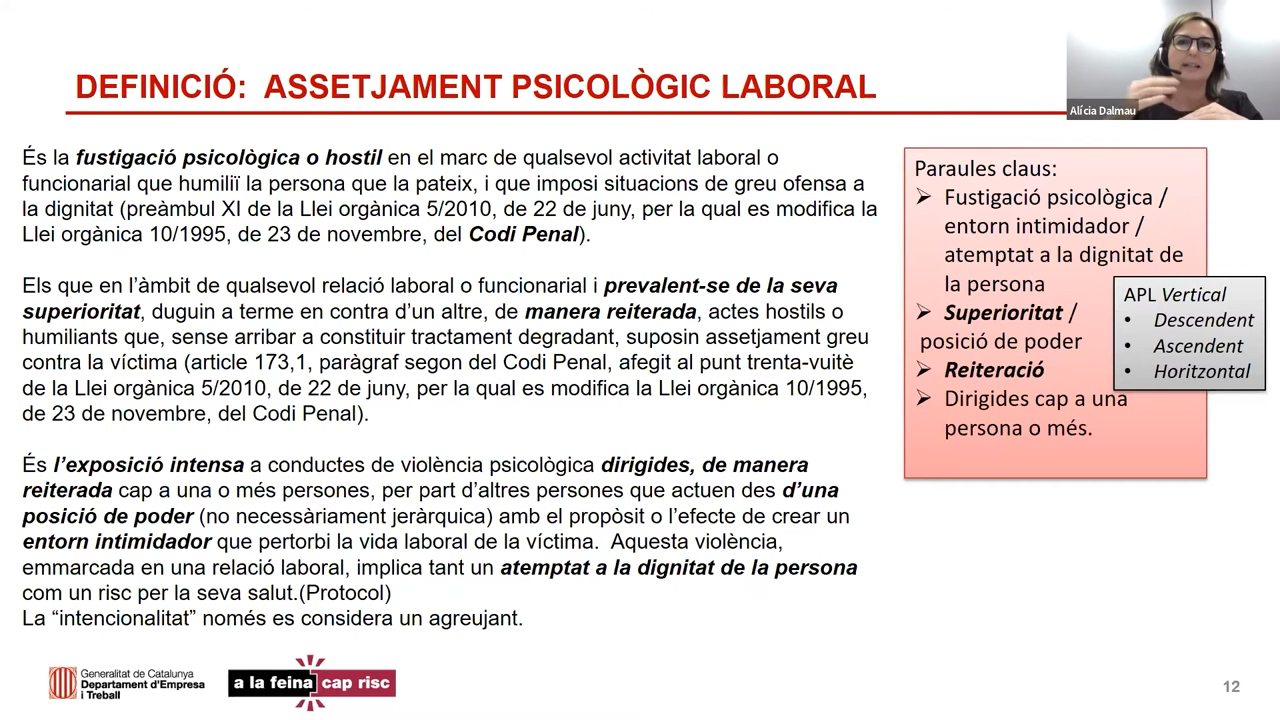 DEFINICIÓ: ASSETJAMENT PSICOLÒGIC LABORAL
Alícia Dalmau
És la fustigació psicològica o hostil en el marc de qualsevol activitat laboral o
funcionarial que humiliï la persona que la pateix, i que imposi situacions de greu ofensa a
la dignitat (preàmbul XI de la Llei orgànica 5/2010, de 22 de juny, per la qual es modifica la
Llei orgànica 10/1995, de 23 de novembre, del Codi Penal).
Els que en l’àmbit de qualsevol relació laboral o funcionarial i prevalent-se de la seva
superioritat, duguin a terme en contra d’un altre, de manera reiterada, actes hostils o
humiliants que, sense arribar a constituir tractament degradant, suposin assetjament greu
contra la víctima (article 173,1, paràgraf segon del Codi Penal, afegit al punt trenta-vuitè
de la Llei orgànica 5/2010, de 22 de juny, per la qual es modifica la Llei orgànica 10/1995,
de 23 de novembre, del Codi Penal).
És l’exposició intensa a conductes de violència psicològica dirigides, de manera
reiterada cap a una o més persones, per part d’altres persones que actuen des d’una
posició de poder (no necessàriament jeràrquica) amb el propòsit o l’efecte de crear un
entorn intimidador que pertorbi la vida laboral de la víctima. Aquesta violència,
emmarcada en una relació laboral, implica tant un atemptat a la dignitat de la persona
com un risc per la seva salut.(Protocol)
La “intencionalitat” només es considera un agreujant.
Paraules claus:
➢ Fustigació psicològica /
entorn intimidador /
atemptat a la dignitat de
la persona
➢ Superioritat /
posició de poder
➢ Reiteració
➢ Dirigides cap a una
persona o més.
APL Vertical
• Descendent
• Ascendent
• Horitzontal
Generalitat de Catalunya
Departament d'Empresa
i Treball
a la feina cap risc
12